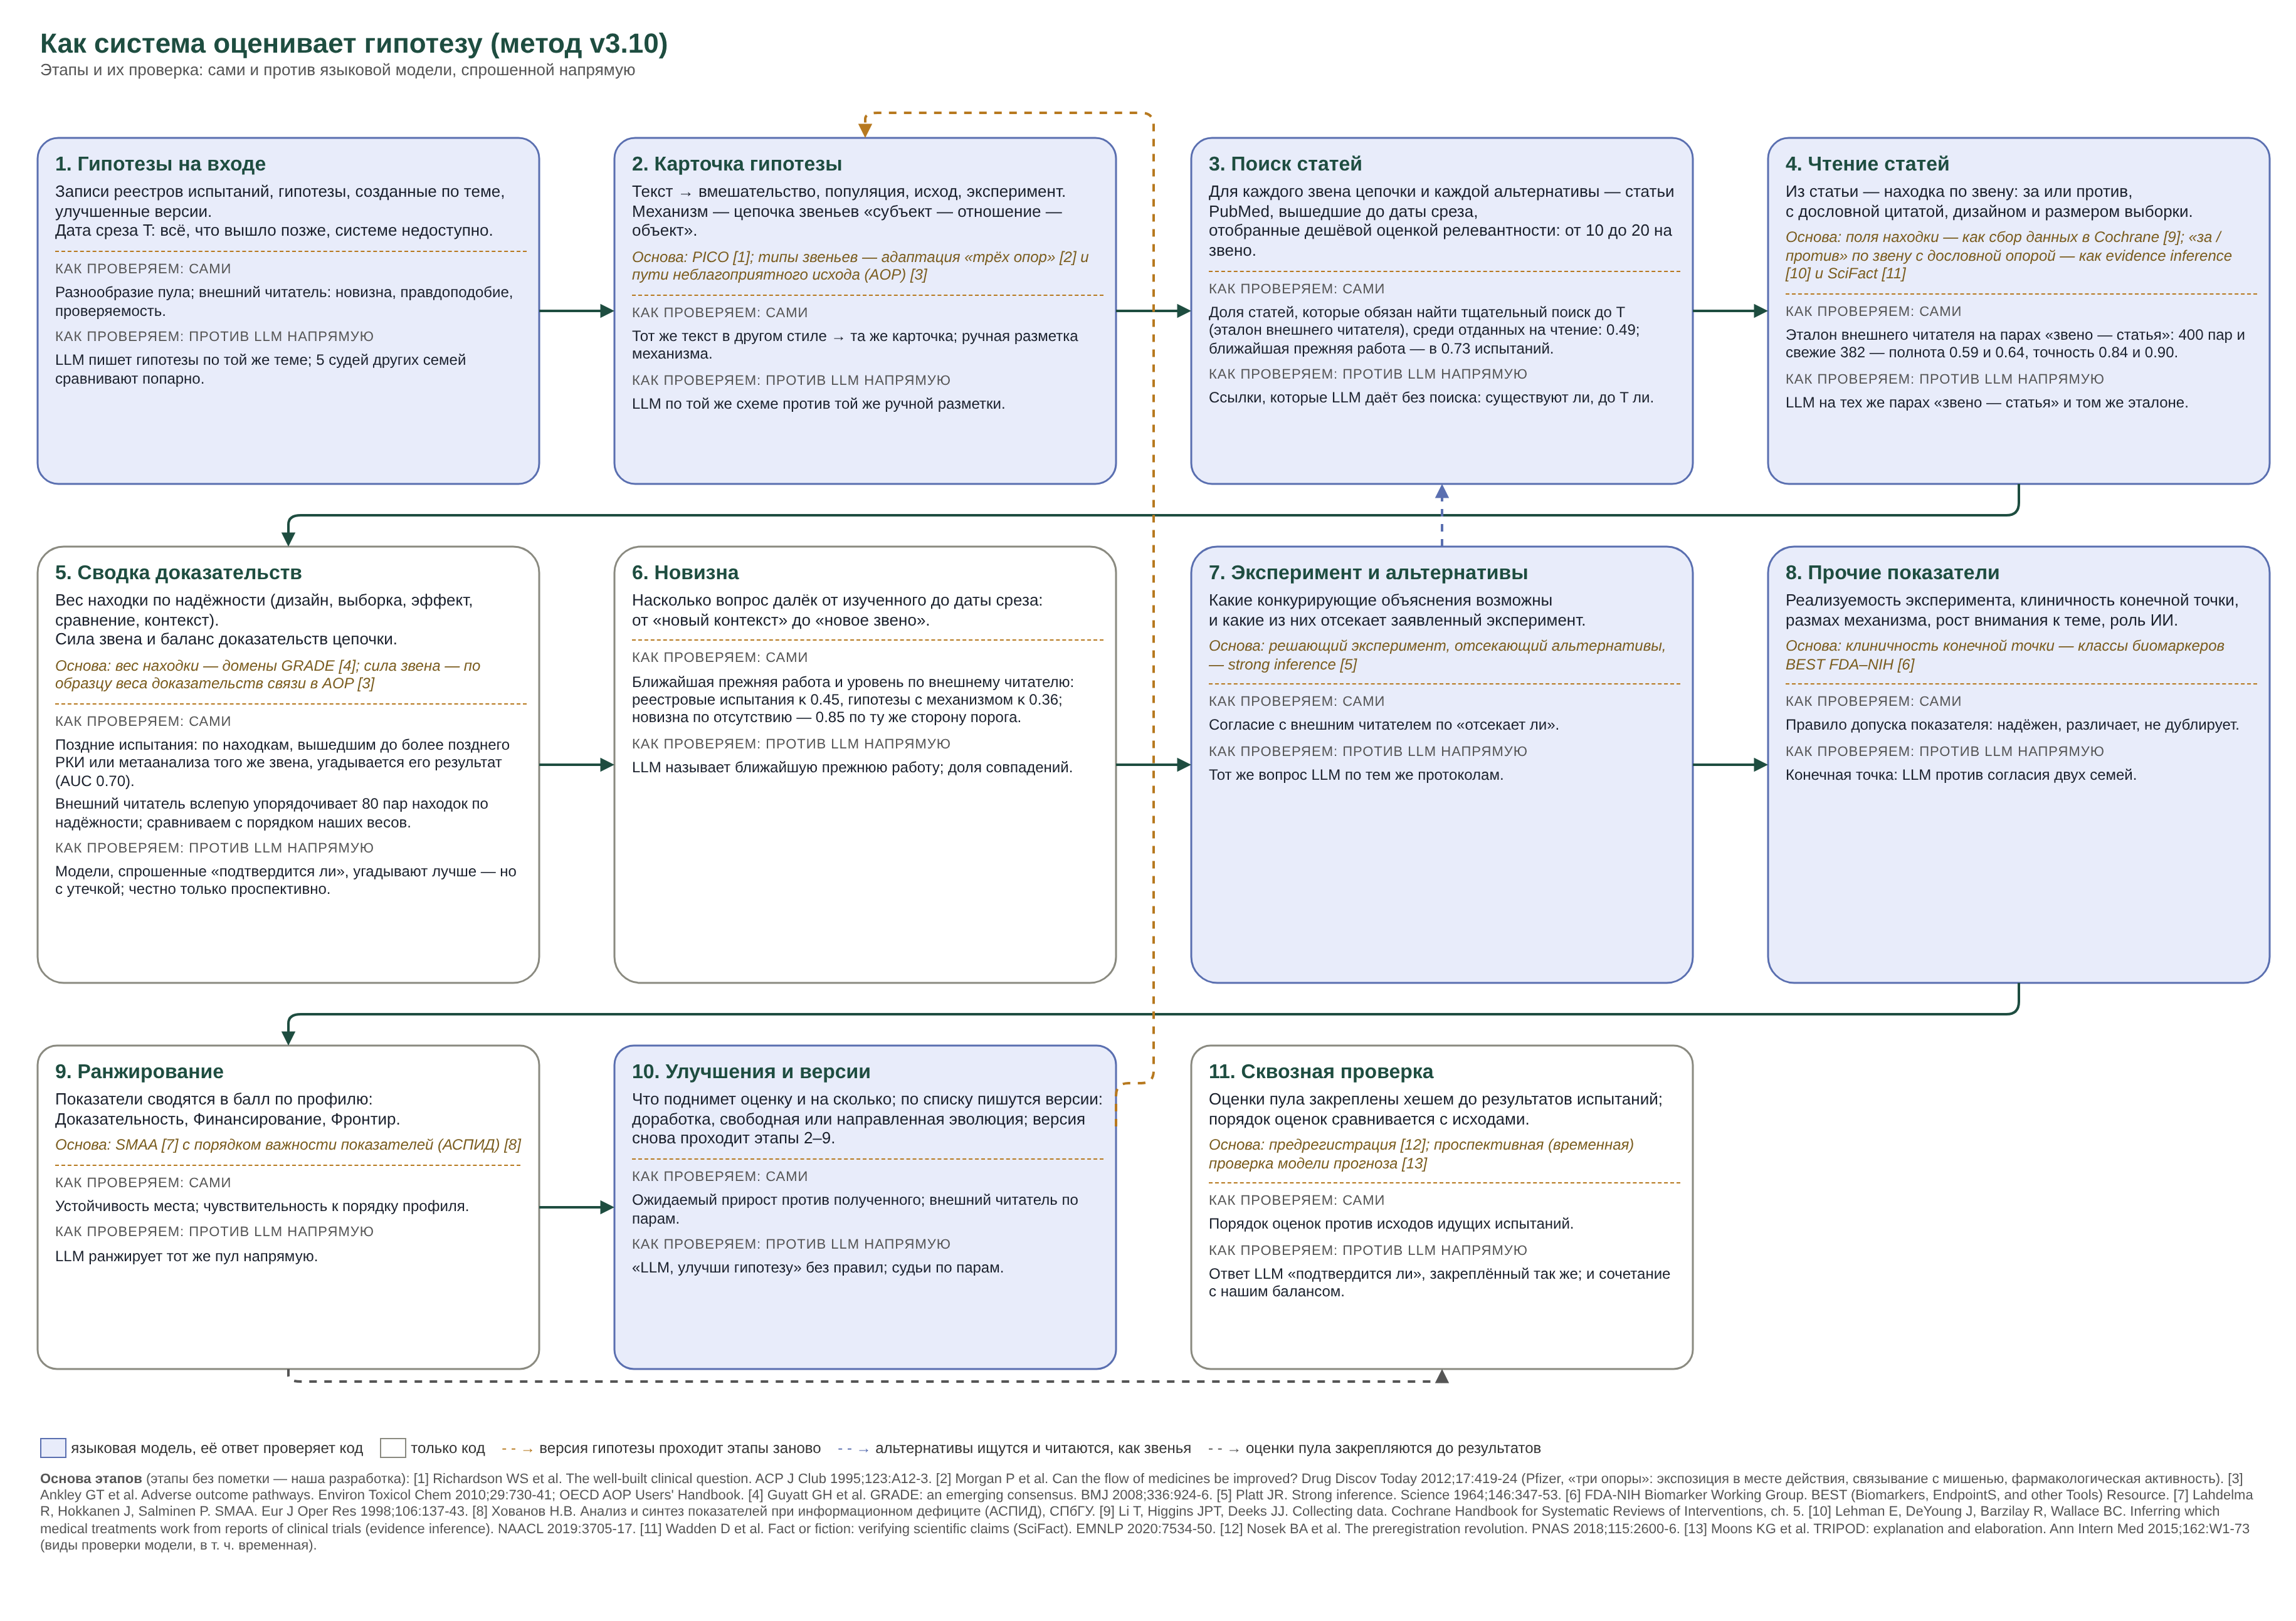 Как система оценивает гипотезу (метод v3.10)
Этапы и их проверка: сами и против языковой модели, спрошенной напрямую
1. Гипотезы на входе
Записи реестров испытаний, гипотезы, созданные по теме,
улучшенные версии.
Дата среза T: всё, что вышло позже, системе недоступно.
КАК ПРОВЕРЯЕМ: САМИ
Разнообразие пула; внешний читатель: новизна, правдоподобие,
проверяемость.
КАК ПРОВЕРЯЕМ: ПРОТИВ LLM НАПРЯМУЮ
LLM пишет гипотезы по той же теме; 5 судей других семей
сравнивают попарно.
2. Карточка гипотезы
Текст → вмешательство, популяция, исход, эксперимент.
Механизм — цепочка звеньев «субъект — отношение —
объект».
Основа: PICO [1]; типы звеньев — адаптация «трёх опор» [2] и
пути неблагоприятного исхода (AOP) [3]
КАК ПРОВЕРЯЕМ: САМИ
Тот же текст в другом стиле → та же карточка; ручная разметка
механизма.
КАК ПРОВЕРЯЕМ: ПРОТИВ LLM НАПРЯМУЮ
LLM по той же схеме против той же ручной разметки.
3. Поиск статей
Для каждого звена цепочки и каждой альтернативы — статьи
PubMed, вышедшие до даты среза,
отобранные дешёвой оценкой релевантности: от 10 до 20 на
звено.
КАК ПРОВЕРЯЕМ: САМИ
Доля статей, которые обязан найти тщательный поиск до T
(эталон внешнего читателя), среди отданных на чтение: 0.49;
ближайшая прежняя работа — в 0.73 испытаний.
КАК ПРОВЕРЯЕМ: ПРОТИВ LLM НАПРЯМУЮ
Ссылки, которые LLM даёт без поиска: существуют ли, до T ли.
4. Чтение статей
Из статьи — находка по звену: за или против,
с дословной цитатой, дизайном и размером выборки.
Основа: поля находки — как сбор данных в Cochrane [9]; «за /
против» по звену с дословной опорой — как evidence inference
[10] и SciFact [11]
КАК ПРОВЕРЯЕМ: САМИ
Эталон внешнего читателя на парах «звено — статья»: 400 пар и
свежие 382 — полнота 0.59 и 0.64, точность 0.84 и 0.90.
КАК ПРОВЕРЯЕМ: ПРОТИВ LLM НАПРЯМУЮ
LLM на тех же парах «звено — статья» и том же эталоне.
5. Сводка доказательств
Вес находки по надёжности (дизайн, выборка, эффект,
сравнение, контекст).
Сила звена и баланс доказательств цепочки.
Основа: вес находки — домены GRADE [4]; сила звена — по
образцу веса доказательств связи в AOP [3]
КАК ПРОВЕРЯЕМ: САМИ
Поздние испытания: по находкам, вышедшим до более позднего
РКИ или метаанализа того же звена, угадывается его результат
(AUC 0.70).
Внешний читатель вслепую упорядочивает 80 пар находок по
надёжности; сравниваем с порядком наших весов.
КАК ПРОВЕРЯЕМ: ПРОТИВ LLM НАПРЯМУЮ
Модели, спрошенные «подтвердится ли», угадывают лучше — но
с утечкой; честно только проспективно.
6. Новизна
Насколько вопрос далёк от изученного до даты среза:
от «новый контекст» до «новое звено».
КАК ПРОВЕРЯЕМ: САМИ
Ближайшая прежняя работа и уровень по внешнему читателю:
реестровые испытания κ 0.45, гипотезы с механизмом κ 0.36;
новизна по отсутствию — 0.85 по ту же сторону порога.
КАК ПРОВЕРЯЕМ: ПРОТИВ LLM НАПРЯМУЮ
LLM называет ближайшую прежнюю работу; доля совпадений.
7. Эксперимент и альтернативы
Какие конкурирующие объяснения возможны
и какие из них отсекает заявленный эксперимент.
Основа: решающий эксперимент, отсекающий альтернативы,
— strong inference [5]
КАК ПРОВЕРЯЕМ: САМИ
Согласие с внешним читателем по «отсекает ли».
КАК ПРОВЕРЯЕМ: ПРОТИВ LLM НАПРЯМУЮ
Тот же вопрос LLM по тем же протоколам.
8. Прочие показатели
Реализуемость эксперимента, клиничность конечной точки,
размах механизма, рост внимания к теме, роль ИИ.
Основа: клиничность конечной точки — классы биомаркеров
BEST FDA–NIH [6]
КАК ПРОВЕРЯЕМ: САМИ
Правило допуска показателя: надёжен, различает, не дублирует.
КАК ПРОВЕРЯЕМ: ПРОТИВ LLM НАПРЯМУЮ
Конечная точка: LLM против согласия двух семей.
9. Ранжирование
Показатели сводятся в балл по профилю:
Доказательность, Финансирование, Фронтир.
Основа: SMAA [7] с порядком важности показателей (АСПИД) [8]
КАК ПРОВЕРЯЕМ: САМИ
Устойчивость места; чувствительность к порядку профиля.
КАК ПРОВЕРЯЕМ: ПРОТИВ LLM НАПРЯМУЮ
LLM ранжирует тот же пул напрямую.
10. Улучшения и версии
Что поднимет оценку и на сколько; по списку пишутся версии:
доработка, свободная или направленная эволюция; версия
снова проходит этапы 2–9.
КАК ПРОВЕРЯЕМ: САМИ
Ожидаемый прирост против полученного; внешний читатель по
парам.
КАК ПРОВЕРЯЕМ: ПРОТИВ LLM НАПРЯМУЮ
«LLM, улучши гипотезу» без правил; судьи по парам.
11. Сквозная проверка
Оценки пула закреплены хешем до результатов испытаний;
порядок оценок сравнивается с исходами.
Основа: предрегистрация [12]; проспективная (временная)
проверка модели прогноза [13]
КАК ПРОВЕРЯЕМ: САМИ
Порядок оценок против исходов идущих испытаний.
КАК ПРОВЕРЯЕМ: ПРОТИВ LLM НАПРЯМУЮ
Ответ LLM «подтвердится ли», закреплённый так же; и сочетание
с нашим балансом.
языковая модель, её ответ проверяет код только код - - → версия гипотезы проходит этапы заново - - → альтернативы ищутся и читаются, как звенья - - → оценки пула закрепляются до результатов
Основа этапов (этапы без пометки — наша разработка): [1] Richardson WS et al. The well-built clinical question. ACP J Club 1995;123:A12-3. [2] Morgan P et al. Can the flow of medicines be improved? Drug Discov Today 2012;17:419-24 (Pfizer, «три опоры»: экспозиция в месте действия, связывание с мишенью, фармакологическая активность). [3]
Ankley GT et al. Adverse outcome pathways. Environ Toxicol Chem 2010;29:730-41; OECD AOP Users' Handbook. [4] Guyatt GH et al. GRADE: an emerging consensus. BMJ 2008;336:924-6. [5] Platt JR. Strong inference. Science 1964;146:347-53. [6] FDA-NIH Biomarker Working Group. BEST (Biomarkers, EndpointS, and other Tools) Resource. [7] Lahdelma
R, Hokkanen J, Salminen P. SMAA. Eur J Oper Res 1998;106:137-43. [8] Хованов Н.В. Анализ и синтез показателей при информационном дефиците (АСПИД), СПбГУ. [9] Li T, Higgins JPT, Deeks JJ. Collecting data. Cochrane Handbook for Systematic Reviews of Interventions, ch. 5. [10] Lehman E, DeYoung J, Barzilay R, Wallace BC. Inferring which
medical treatments work from reports of clinical trials (evidence inference). NAACL 2019:3705-17. [11] Wadden D et al. Fact or fiction: verifying scientific claims (SciFact). EMNLP 2020:7534-50. [12] Nosek BA et al. The preregistration revolution. PNAS 2018;115:2600-6. [13] Moons KG et al. TRIPOD: explanation and elaboration. Ann Intern Med 2015;162:W1-73
(виды проверки модели, в т. ч. временная).